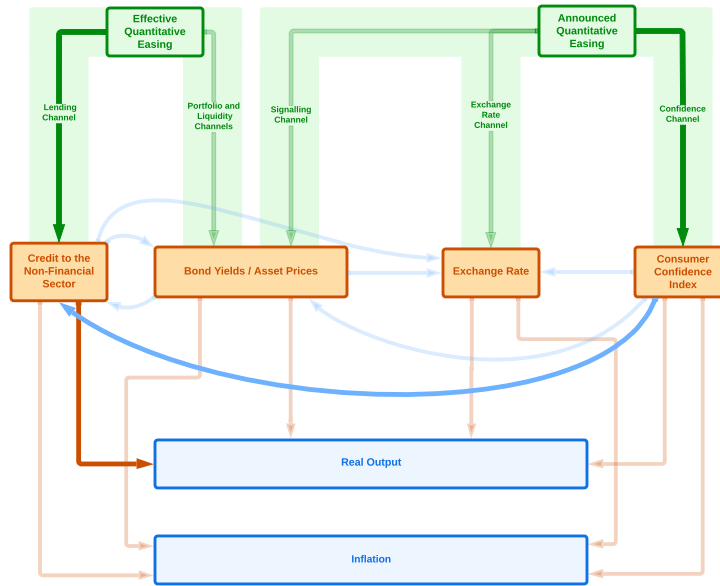 Effective
Quantitative
Easing
Announced
Quantitative
Easing
Lending
Channel
Portfolio and
Liquidity
Channels
Signalling
Channel
Exchange
Rate
Channel
Confidence
Channel
Credit to the
Non-Financial
Sector
Bond Yields / Asset Prices
Exchange Rate
Consumer
Confidence
Index
Real Output
Inflation